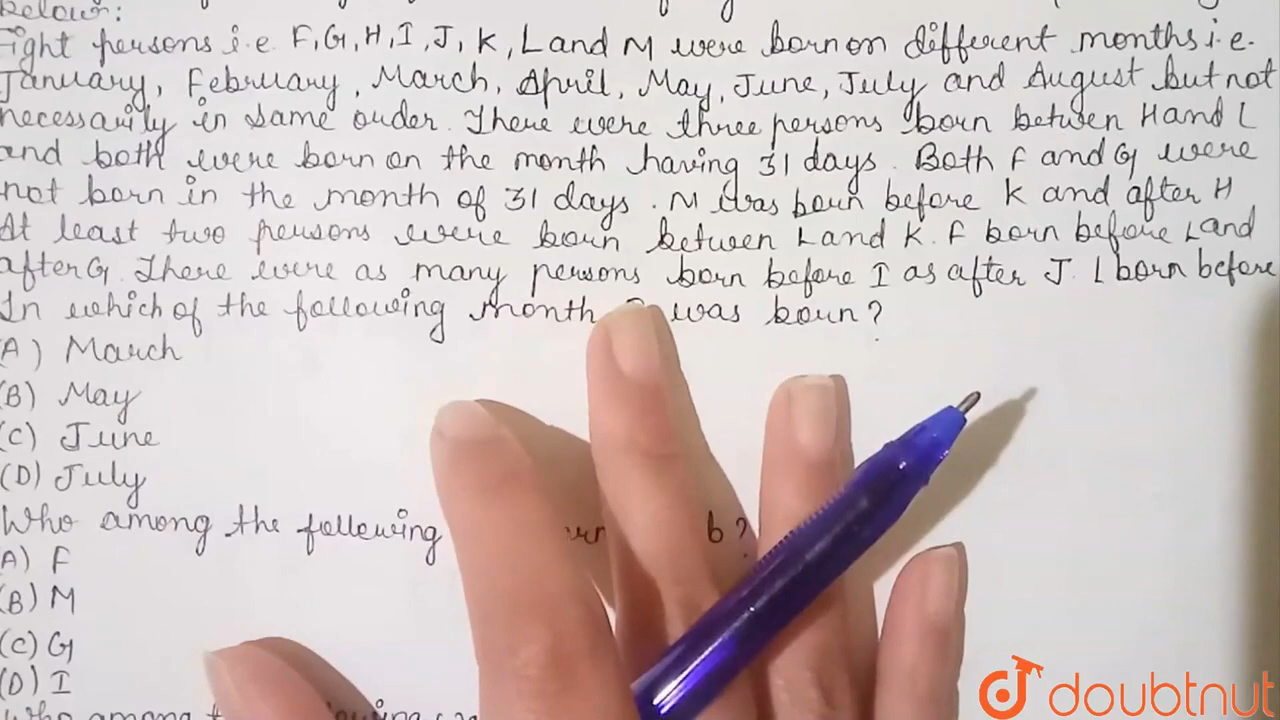 Below:
Eight persons i.e. F, G, H, I, J, K, L and M were born on different months i.e.
January, February, March, April, May, June, July and August but not
necessarily in same order. There were three persons born between H and L
and both were born on the month having 31 days. Both F and G were
not born in the month of 31 days. M was born before K and after H
At least two persons were born between L and K. F born before L and
after G. There were as many persons born before I as after J. L born before
In which of the following month was born?
(A) March
(B) May
(C) June
(D) July
Who among the following 6?
A) F
(B) M
(C) G
(D) I
Who among
doubtnut